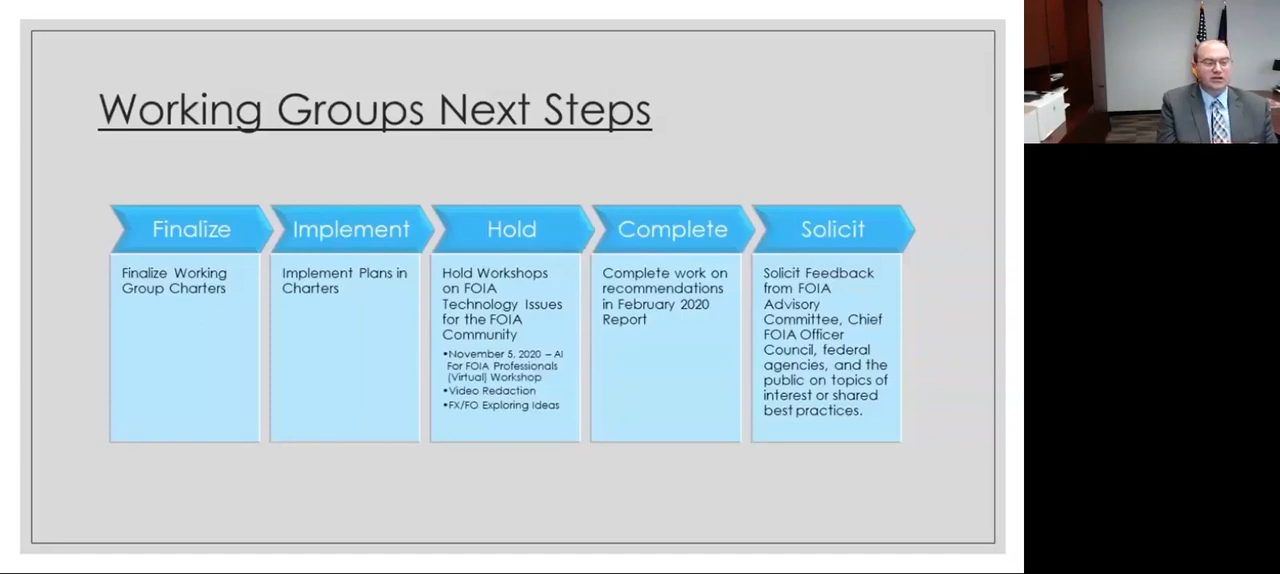 Working Groups Next Steps
Finalize
Implement
Hold
Complete
Solicit
Finalize Working
Group Charters
Implement Plans in
Charters
Hold Workshops
on FOIA
Technology Issues
for the FOIA
Community
•November 5, 2020 – AI
For FOIA Professionals
(Virtual) Workshop
•Video Redaction
•FX/FO Exploring Ideas
Complete work on
recommendations
in February 2020
Report
Solicit Feedback
from FOIA
Advisory
Committee, Chief
FOIA Officer
Council, federal
agencies, and the
public on topics of
interest or shared
best practices.